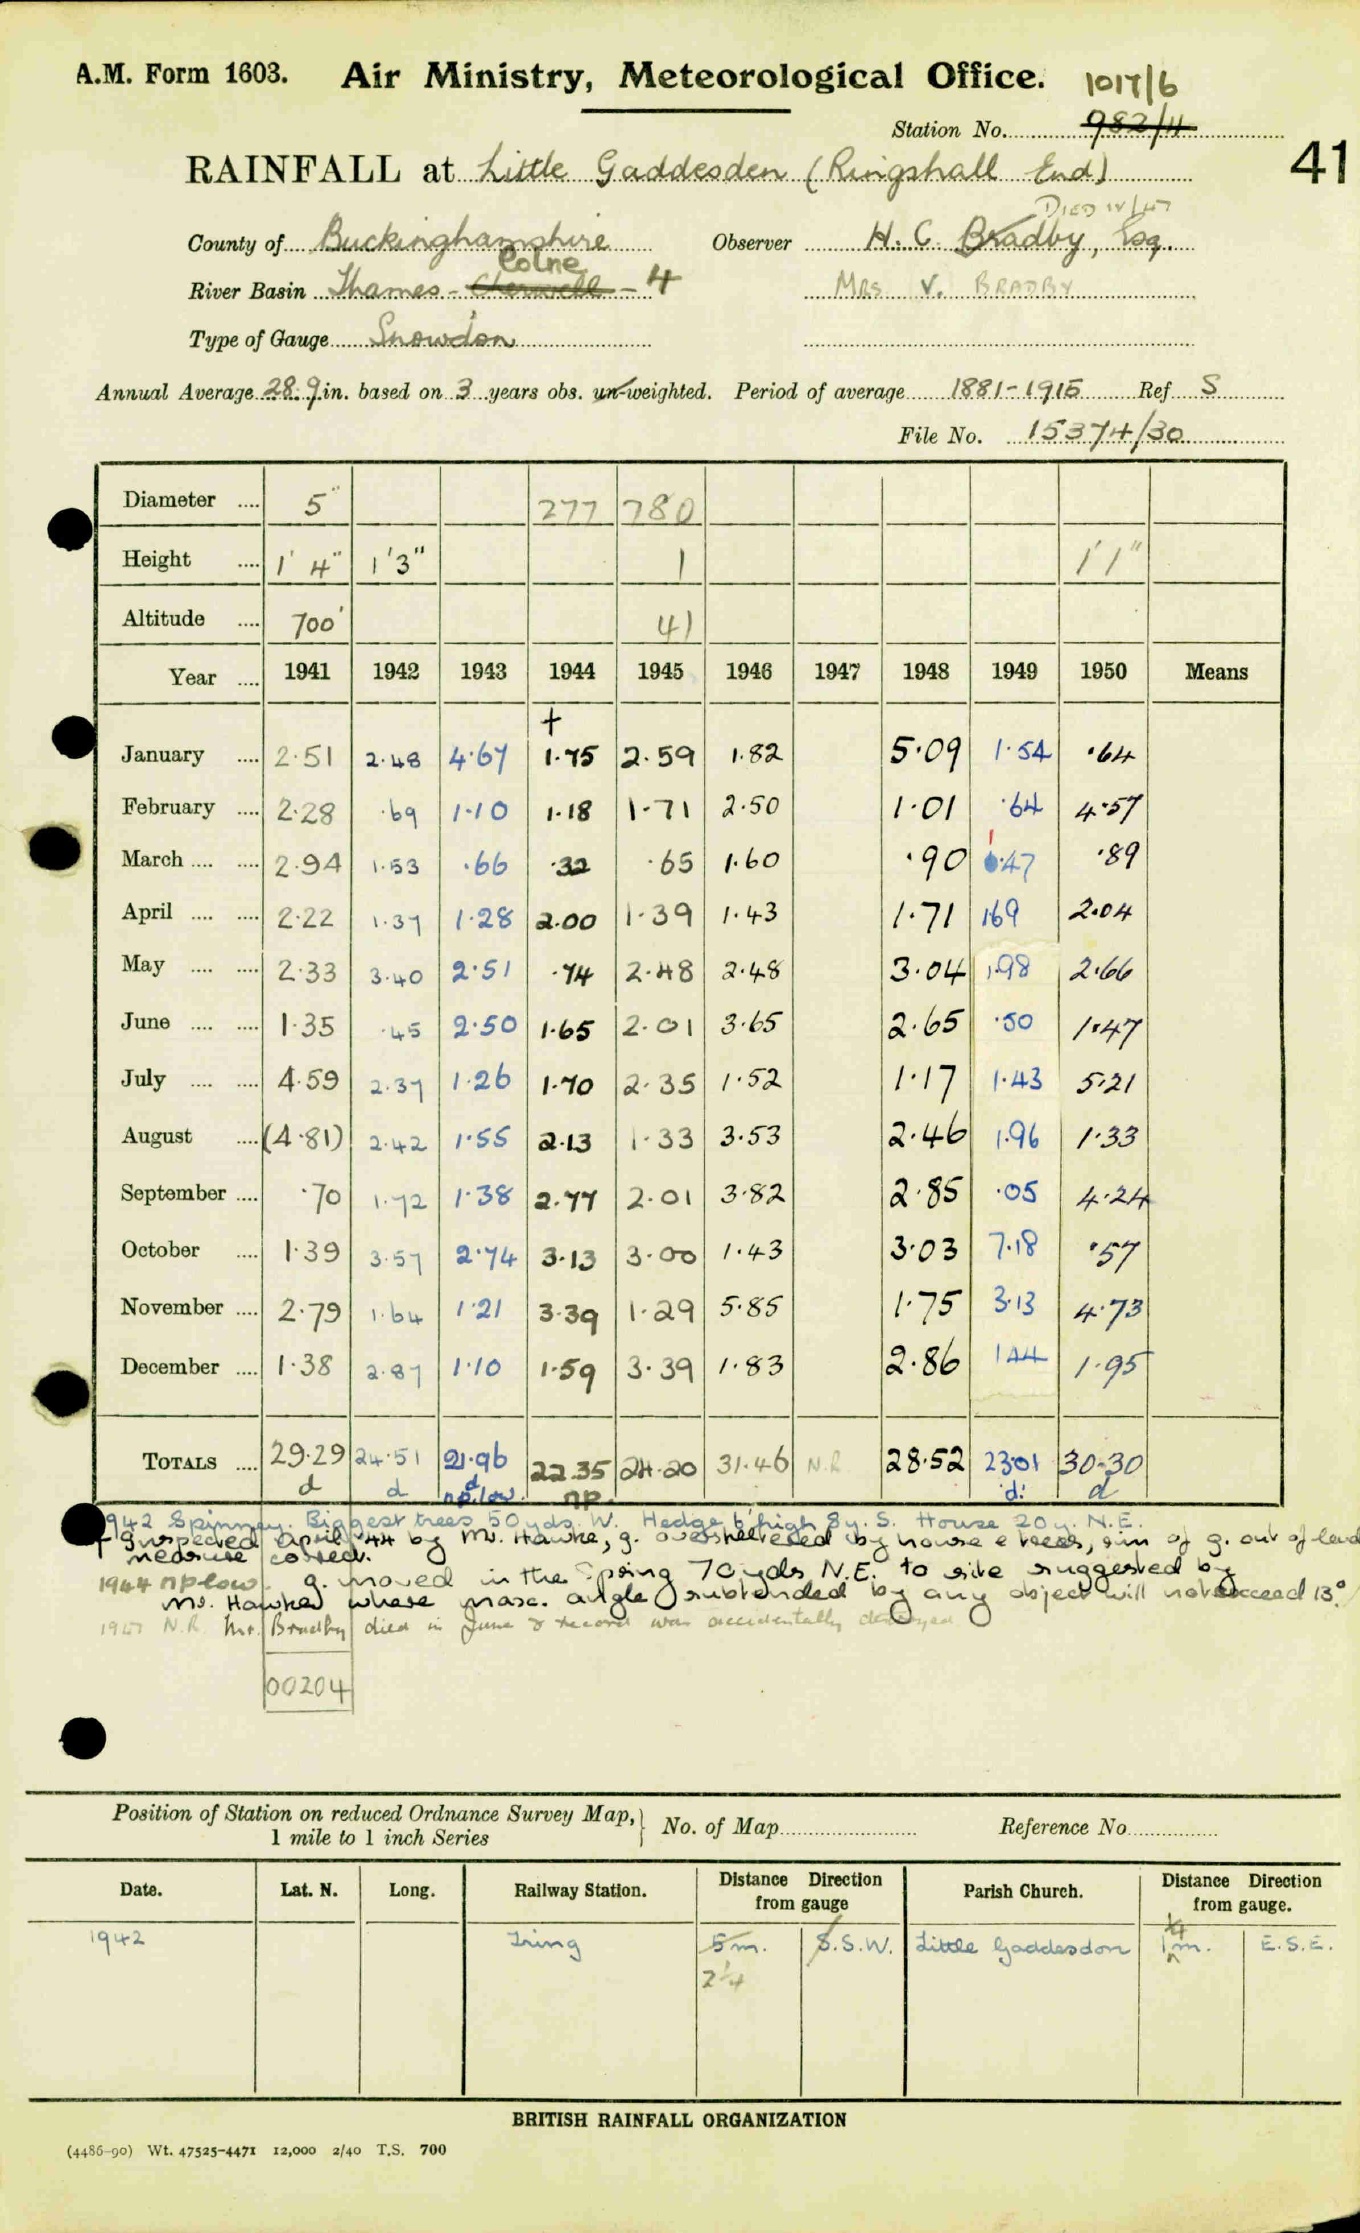 A.M. Form 1603. Air Ministry, Meteorological Office. 1017/6
Station No. 982/4
RAINFALL at Little Gaddesden (Ringshall End) 41
DIED
County of Buckinghamshire Observer H. C. Bradby, Esq.
Colne
River Basin Thames - Cherwell - 4 MRS V. BRADBY
Type of Gauge Snowdon
Annual Average 28.9 in. based on 3 years obs. un-weighted. Period of average 1881-1915 Ref S
File No. 15374/30
Diameter .... 5" 277 780
Height .... 1' 4" 1'3" 1 1'1"
Altitude .... 700' 41
Year .... 1941 1942 1943 1944 1945 1946 1947 1948 1949 1950 Means
+
January .... 2.51 2.48 4.67 1.75 2.59 1.82 5.09 1.54 .64
February .... 2.28 .69 1.10 1.18 1.71 2.50 1.01 .64 4.57
March .... .... 2.94 1.53 .66 .32 .65 1.60 .90 1.47 .89
April .... .... 2.22 1.37 1.28 2.00 1.39 1.43 1.71 1.69 2.04
May .... .... 2.33 3.40 2.51 .74 2.48 2.48 3.04 1.98 2.66
June .... .... 1.35 .45 2.50 1.65 2.01 3.65 2.65 .50 1.47
July .... .... 4.59 2.37 1.26 1.70 2.35 1.52 1.17 1.43 5.21
August .... (4.81) 2.42 1.55 2.13 1.33 3.53 2.46 1.96 1.33
September .... .70 1.72 1.38 2.77 2.01 3.82 2.85 .05 4.24
October .... 1.39 3.57 2.74 3.13 3.00 1.43 3.03 7.18 .57
November .... 2.79 1.64 1.21 3.39 1.29 5.85 1.75 3.13 4.73
December .... 1.38 2.87 1.10 1.59 3.39 1.83 2.86 1.44 1.95
TOTALS .... 29.29 24.51 21.96 22.35 24.20 31.46 N.R. 28.52 23.01 30.30
d d d n.p. low. n.p. d. d
1942 Spinney. Biggest trees 50 yds. W. Hedge 6' high 8 y. S. House 20 y. N.E.
+ Inspected April '44 by Mr. Hawke, g. oversheltered by house & trees, rim of g. out of level
measure correct.
1944 n.p. low. g. moved in the Spring 70 yds N.E. to site suggested by
Mr. Hawke where max. angle subtended by any object will not exceed 13°.
1947 N.R. Mr. Bradby died in June & record was accidentally destroyed
00204
Position of Station on reduced Ordnance Survey Map, 1 mile to 1 inch Series } No. of Map Reference No.
Date. Lat. N. Long. Railway Station. Distance Direction from gauge Parish Church. Distance Direction from gauge.
1942 Tring 5 m. S.S.W. Little Gaddesdon 1 1/4 m. E.S.E.
2 1/4
BRITISH RAINFALL ORGANIZATION
(4486-90) Wt. 47525-4471 12,000 2/40 T.S. 700